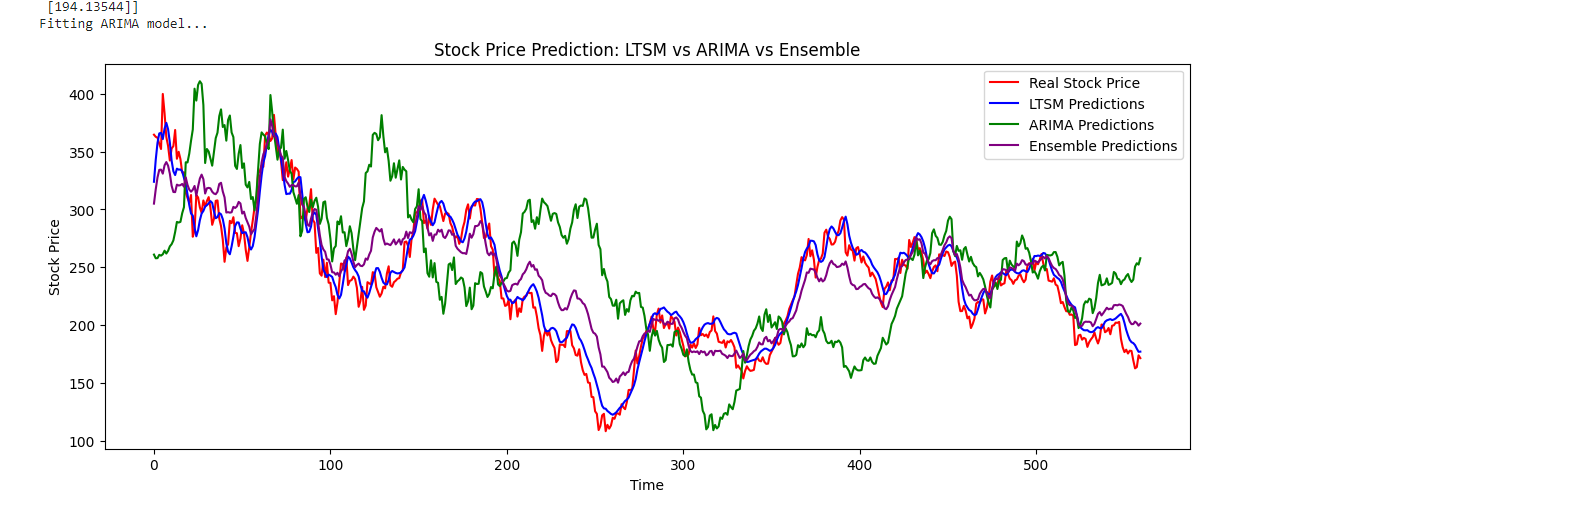 [194.13544]]
Fitting ARIMA model...
Stock Price Prediction: LTSM vs ARIMA vs Ensemble
Real Stock Price
LTSM Predictions
ARIMA Predictions
Ensemble Predictions
Stock Price
400
350
300
250
200
150
100
0 100 200 300 400 500
Time